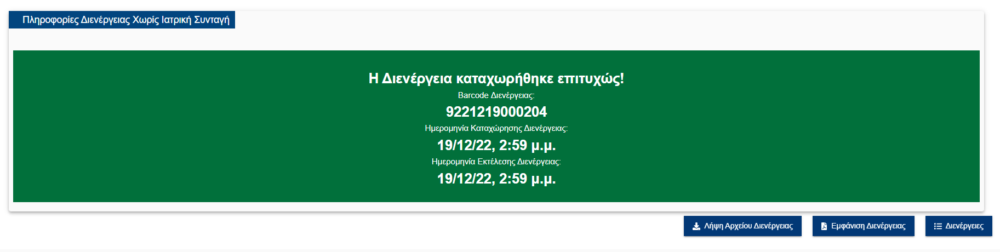 Πληροφορίες Διενέργειας Χωρίς Ιατρική Συνταγή
Η Διενέργεια καταχωρήθηκε επιτυχώς!
Barcode Διενέργειας:
9221219000204
Ημερομηνία Καταχώρησης Διενέργειας:
19/12/22, 2:59 μ.μ.
Ημερομηνία Εκτέλεσης Διενέργειας:
19/12/22, 2:59 μ.μ.
Λήψη Αρχείου Διενέργειας
Εμφάνιση Διενέργειας
Διενέργειες